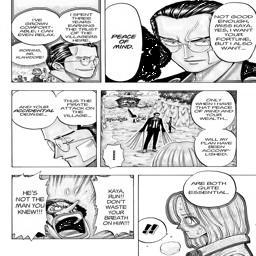 NOT GOOD
ENOUGH,
MISS KAYA.
YES, I WANT
YOUR
FORTUNE,
BUT I ALSO
WANT...
PEACE
OF
MIND.
I SPENT
THREE
YEARS
EARNING
THE TRUST
OF THE
VILLAGERS
HERE.
I'VE
GROWN
COMFORT-
ABLE; I CAN
EVEN RELAX.
MORNING,
MR.
KLAHADORE!
ONLY
WHEN I HAVE
THAT PEACE
OF MIND AND
YOUR
WEALTH...
WILL MY
PLAN HAVE
BEEN
ACCOMP-
LISHED.
!
THUS THE
PIRATE
ATTACK ON
THE
VILLAGE...
AND YOUR
ACCIDENTAL
DEMISE...
ARE BOTH
QUITE
ESSENTIAL.
!!
KAYA,
RUN!
DON'T
WASTE
YOUR
BREATH
ON HIM!!!
HE'S
NOT THE
MAN YOU
KNEW!!!